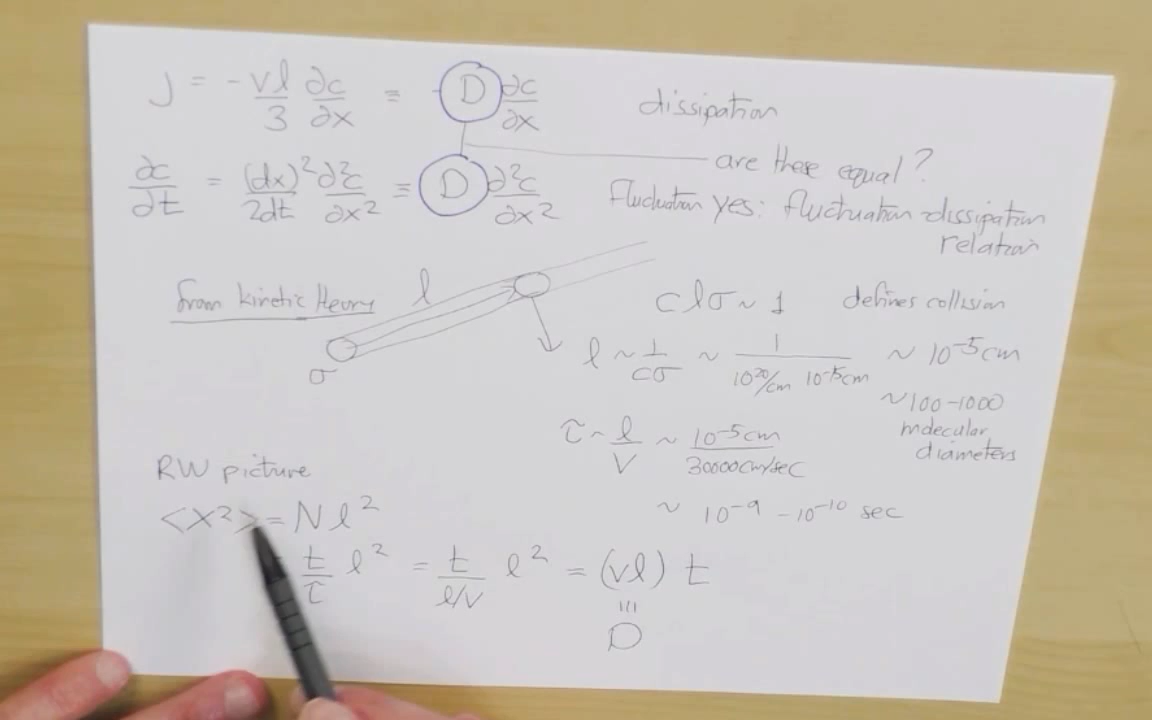 J = -vl/3 ∂c/∂x ≡ -D ∂c/∂x dissipation
are these equal?
∂c/∂t = (dx)²/2dt ∂²c/∂x² ≡ D ∂²c/∂x² Fluctuation yes: fluctuation-dissipation
relation
from kinetic theory l clσ ~ 1 defines collision
σ l ~ 1/cσ ~ 1/10²⁰/cm 10⁻¹⁵cm ~ 10⁻⁵cm
~100-1000
molecular
diameters
τ ~ l/v ~ 10⁻⁵cm/30000cm/sec
RW picture
~ 10⁻⁹ - 10⁻¹⁰ sec
<x²> = Nl²
t/τ l² = t/l/v l² = (vl) t
≡
D